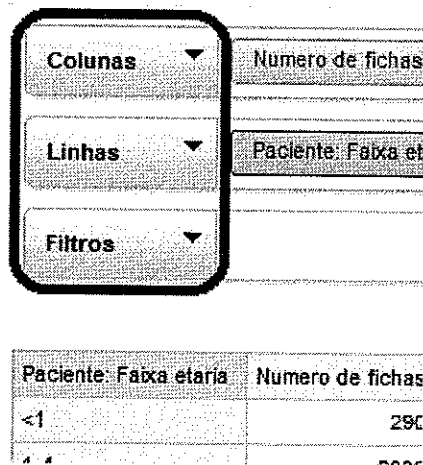 Colunas Numero de fichas
Linhas Paciente: Faixa et
Filtros
Paciente: Faixa etaria Numero de fichas
<1 290